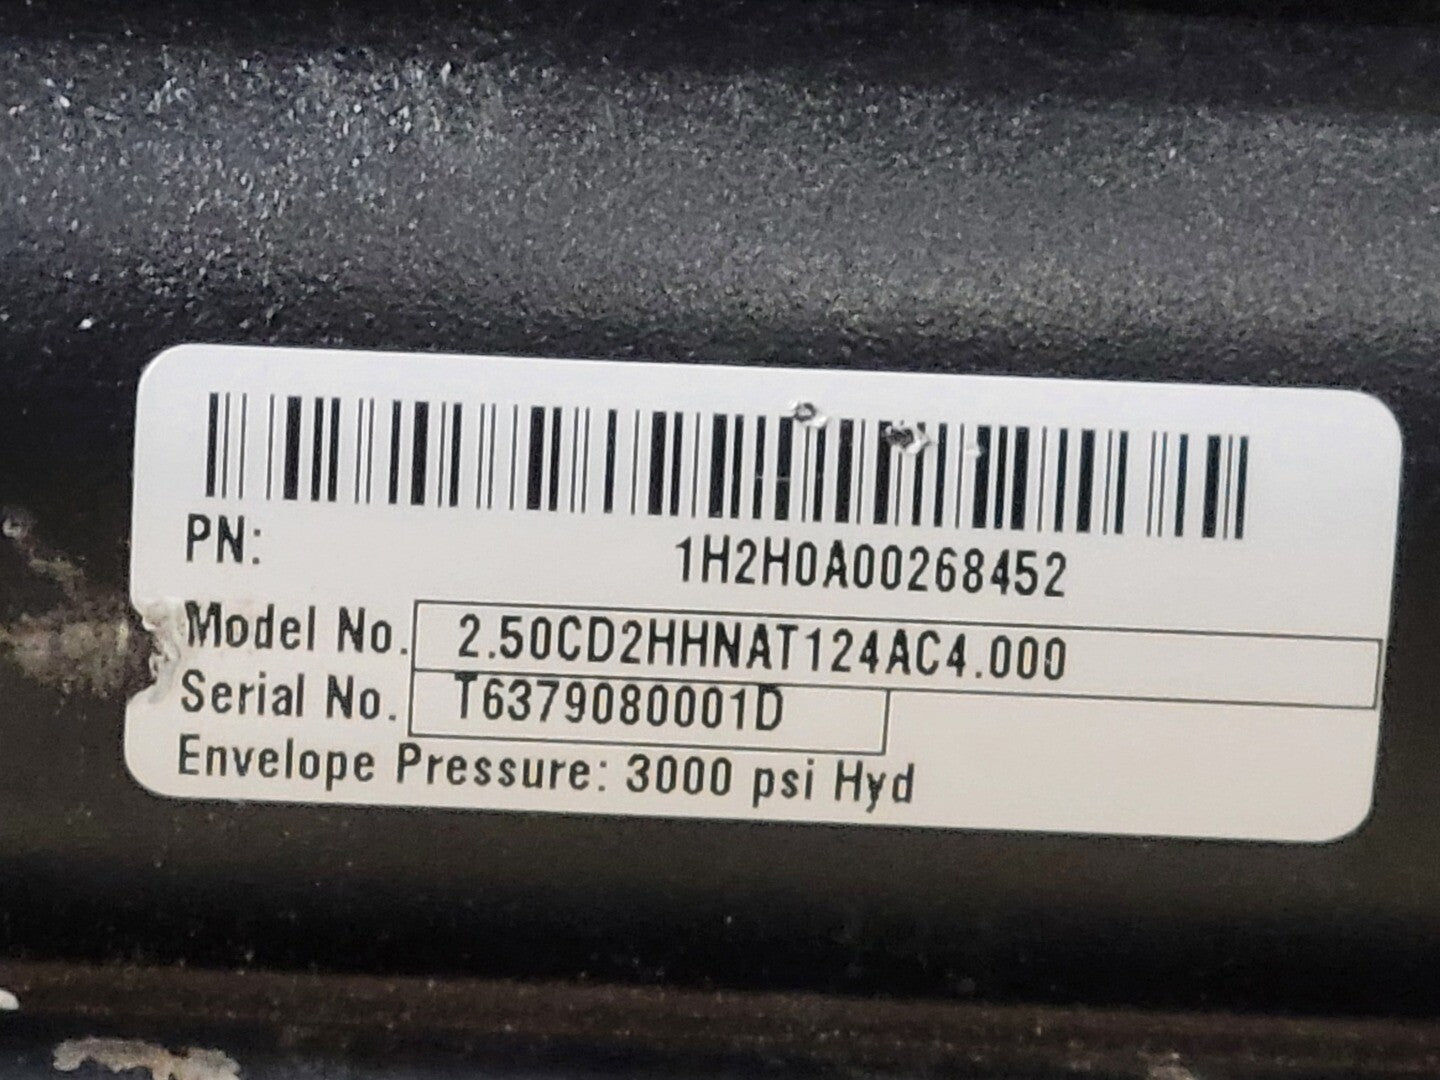 PN:
1H2H0A00268452
Model No. 2.50CD2HHNAT124AC4.000
Serial No. T6379080001D
Envelope Pressure: 3000 psi Hyd